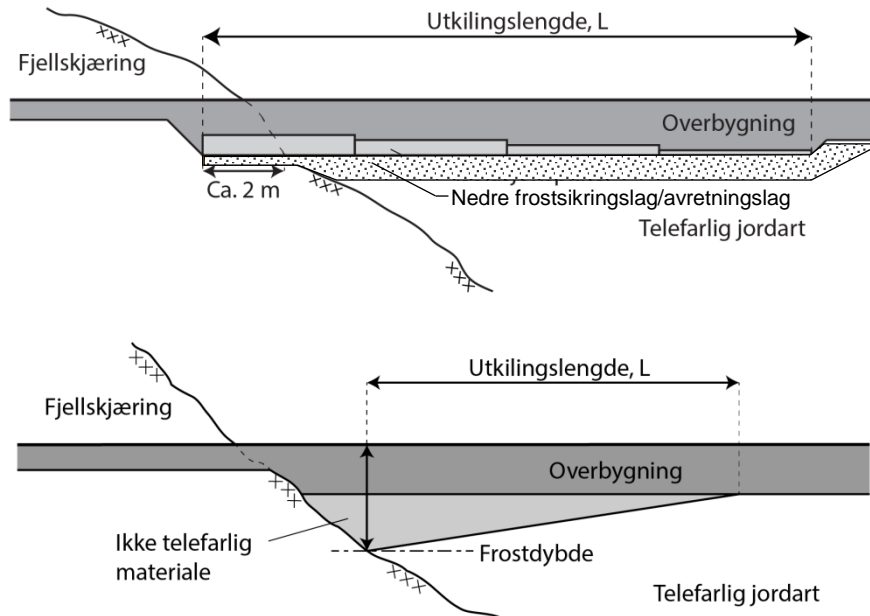 Utkilingslengde, L
Fjellskjæring
Overbygning
Ca. 2 m
Nedre frostsikringslag/avretningslag
Telefarlig jordart
Utkilingslengde, L
Fjellskjæring
Overbygning
Ikke telefarlig
materiale
Frostdybde
Telefarlig jordart